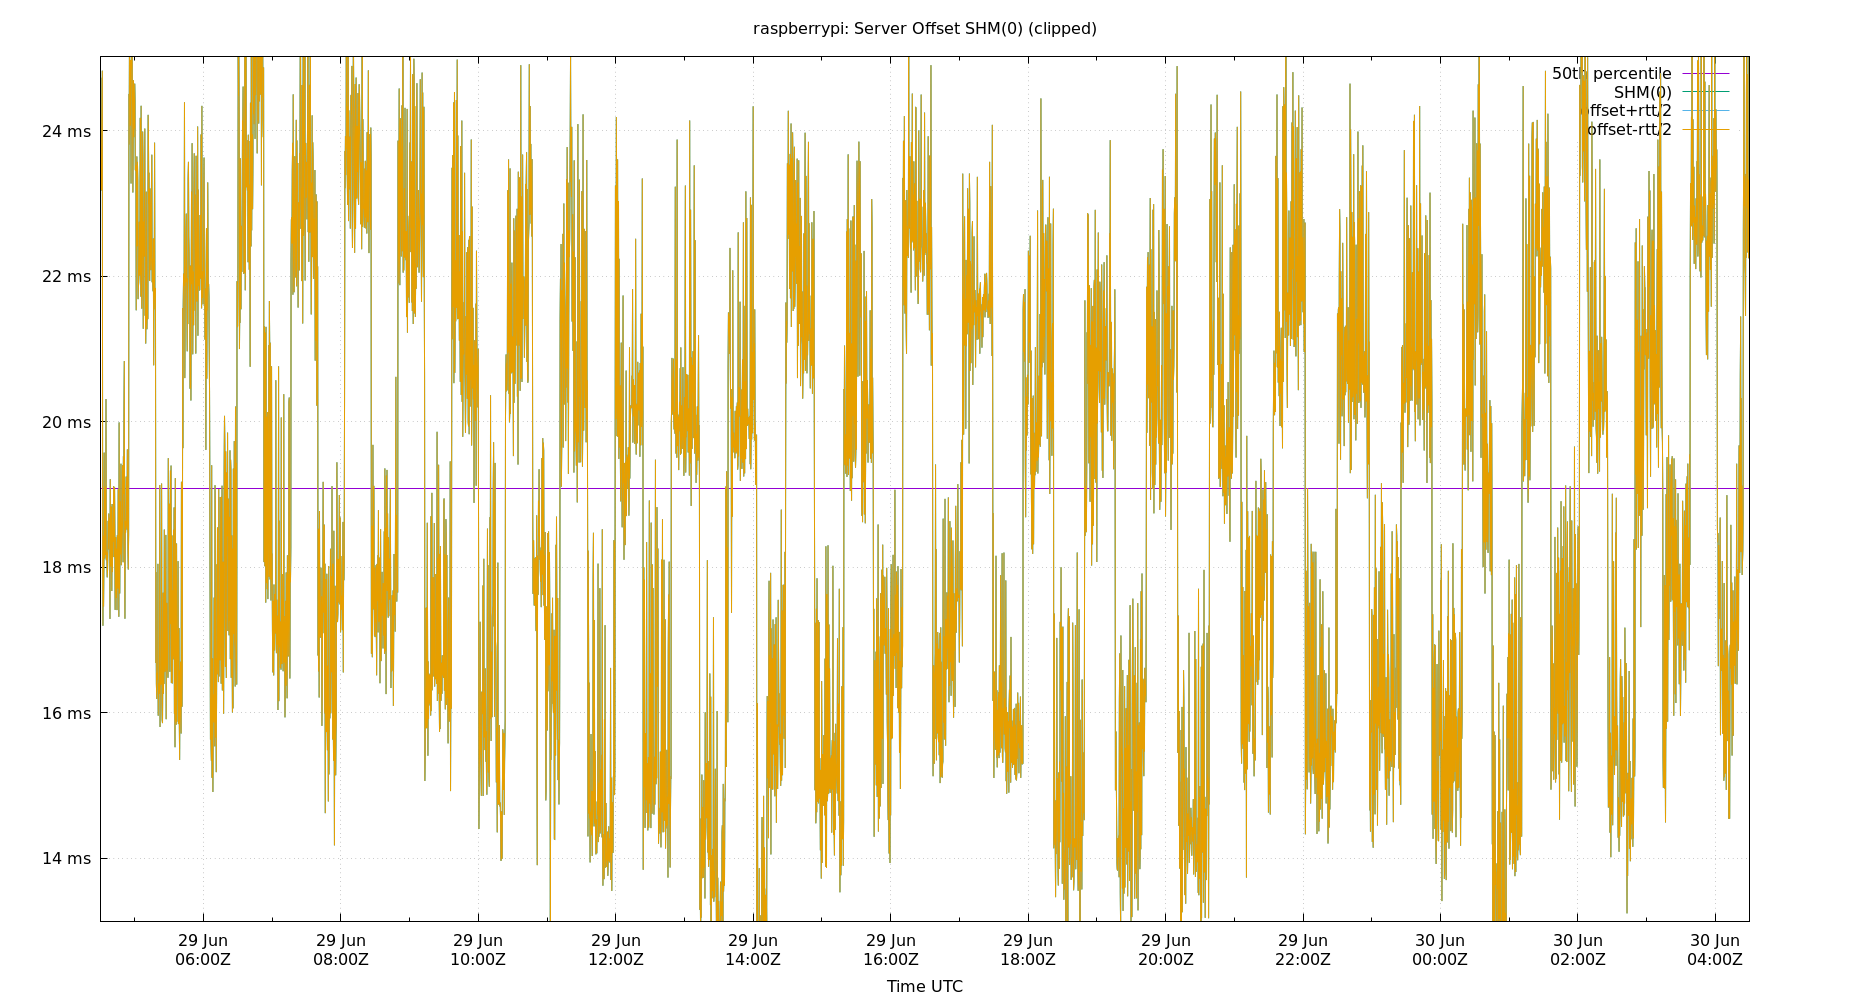 raspberrypi: Server Offset SHM(0) (clipped)
50th percentile
SHM(0)
offset+rtt/2
offset-rtt/2
24 ms
22 ms
20 ms
18 ms
16 ms
14 ms
29 Jun 29 Jun 29 Jun 29 Jun 29 Jun 29 Jun 29 Jun 29 Jun 29 Jun 30 Jun 30 Jun 30 Jun
06:00Z 08:00Z 10:00Z 12:00Z 14:00Z 16:00Z 18:00Z 20:00Z 22:00Z 00:00Z 02:00Z 04:00Z
Time UTC